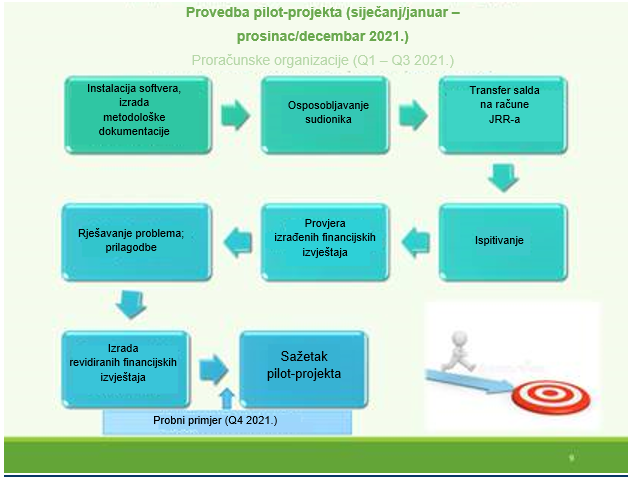 Provedba pilot-projekta (siječanj/januar –
prosinac/decembar 2021.)
Proračunske organizacije (Q1 – Q3 2021.)
Instalacija softvera,
izrada
metodološke
dokumentacije
Osposobljavanje
sudionika
Transfer salda
na račune
JRR-a
Rješavanje problema;
prilagodbe
Provjera
izrađenih financijskih
izvještaja
Ispitivanje
Izrada
revidiranih financijskih
izvještaja
Sažetak
pilot-projekta
Probni primjer (Q4 2021.)